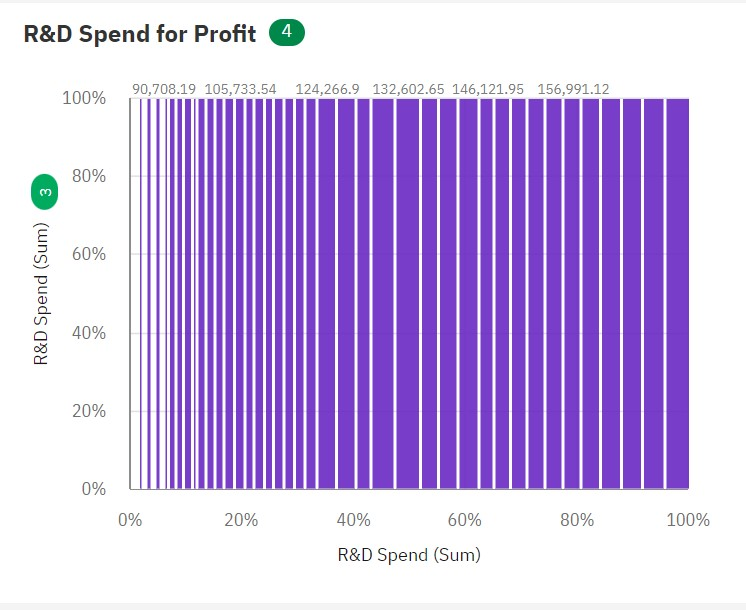 R&D Spend for Profit 4
90,708.19 105,733.54 124,266.9 132,602.65 146,121.95 156,991.12
100%
80%
60%
40%
20%
0%
R&D Spend (Sum) 3
0% 20% 40% 60% 80% 100%
R&D Spend (Sum)